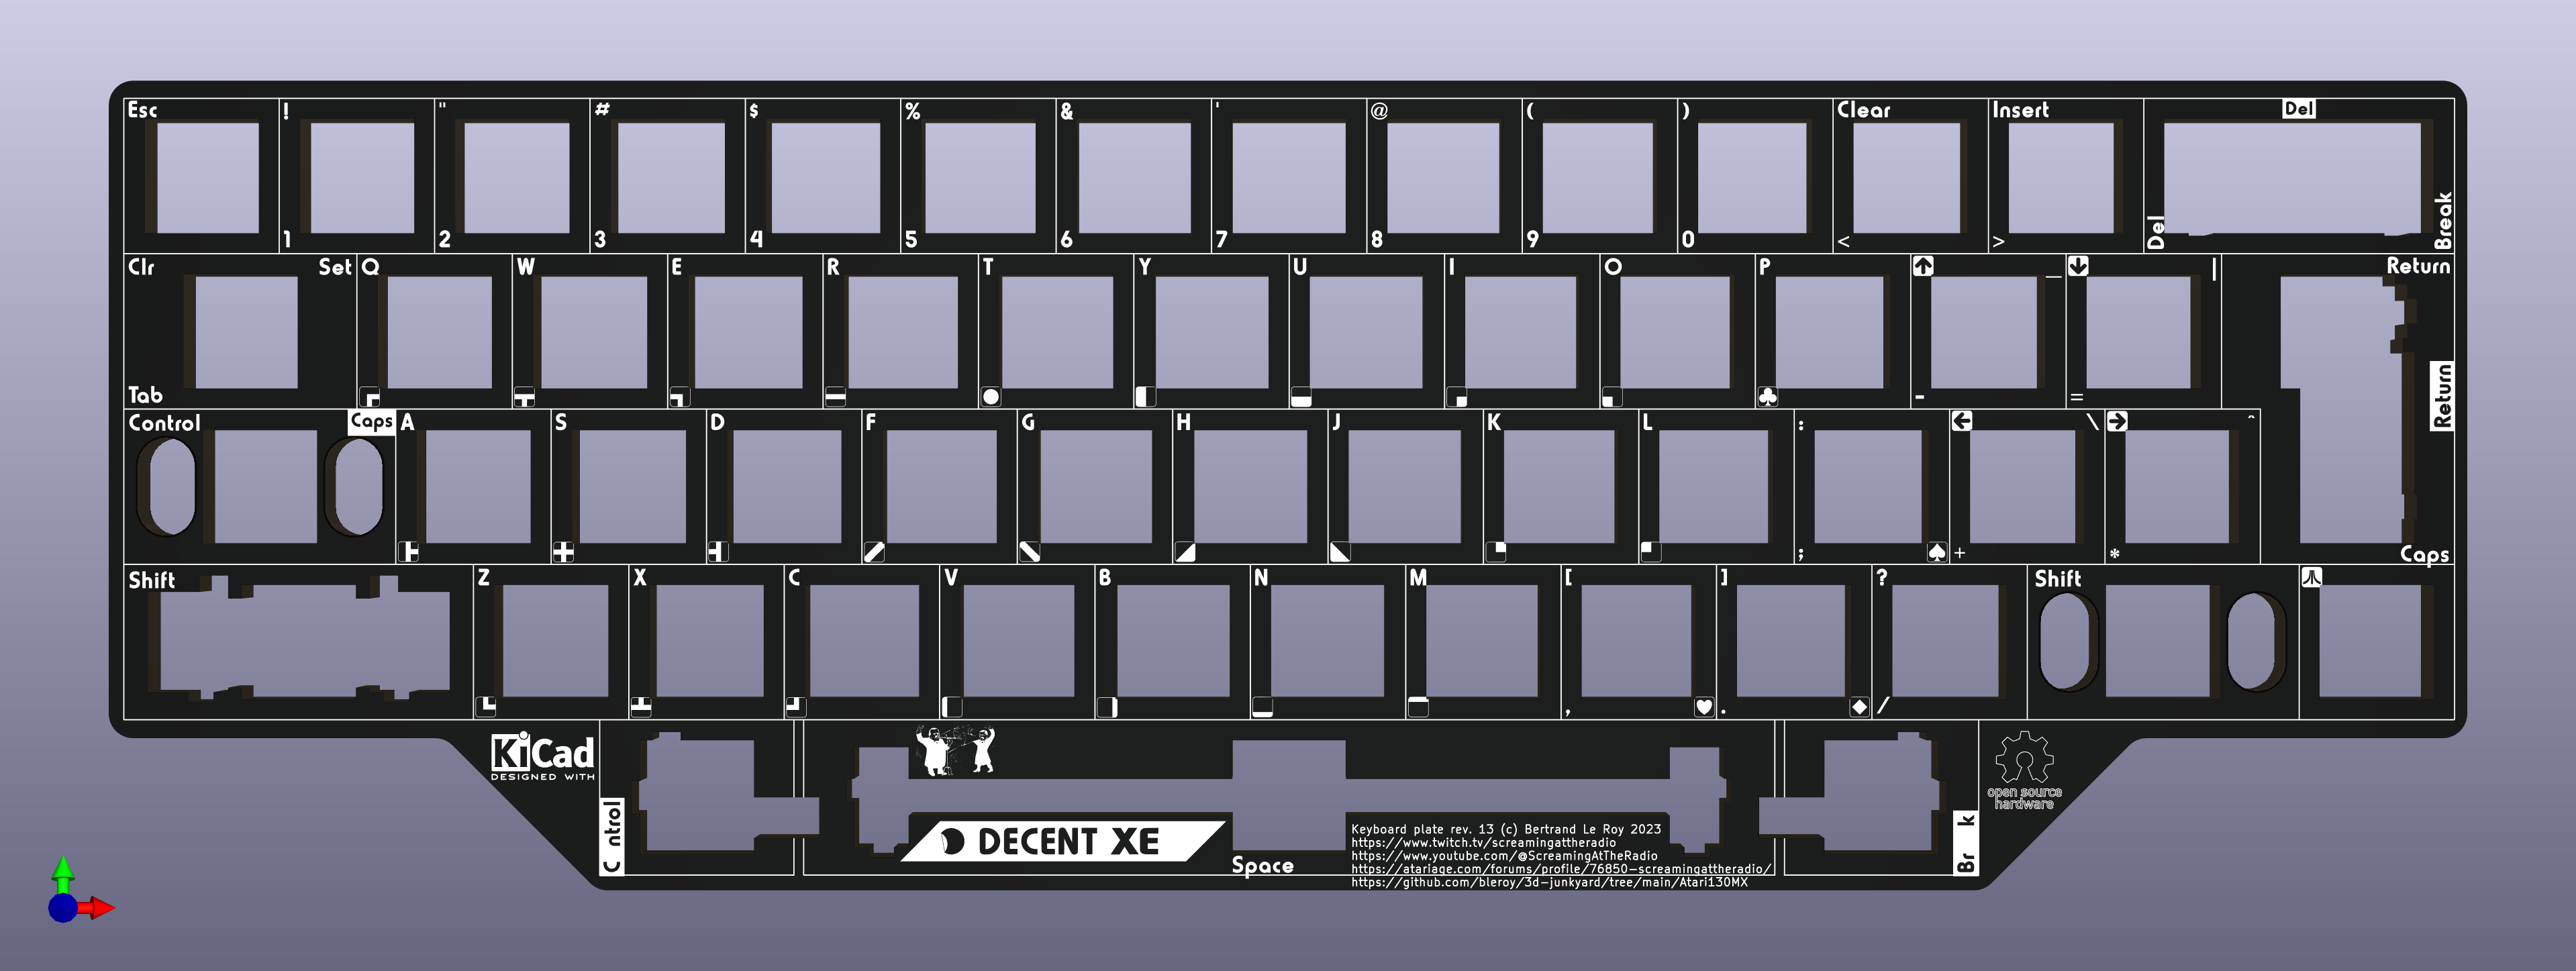 Esc ! " # $ % & ' @ ( ) Clear Insert Del
1 2 3 4 5 6 7 8 9 0 < > Del Break
Clr Set Q W E R T Y U I O P _ | Return
Tab - = Return
Control Caps A S D F G H J K L : \ ^
; + * Caps
Shift Z X C V B N M [ ] ? Shift
, . /
KiCad
DESIGNED WITH
C ntrol
DECENT XE
Space
Keyboard plate rev. 13 (c) Bertrand Le Roy 2023
https://www.twitch.tv/screamingattheradio
https://www.youtube.com/@ScreamingAtTheRadio
https://atariage.com/forums/profile/76850-screamingattheradio/
https://github.com/bleroy/3d-junkyard/tree/main/Atari130MX
Br k
open source
hardware